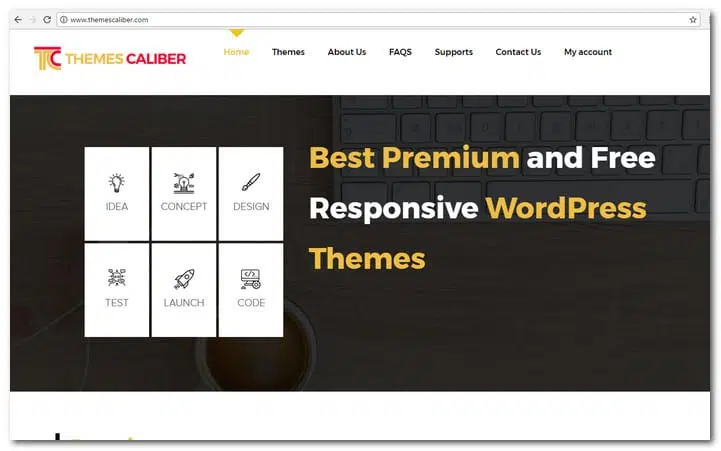 www.themescaliber.com
TC THEMES CALIBER
Home Themes About Us FAQS Supports Contact Us My account
IDEA CONCEPT DESIGN
TEST LAUNCH CODE
Best Premium and Free
Responsive WordPress
Themes